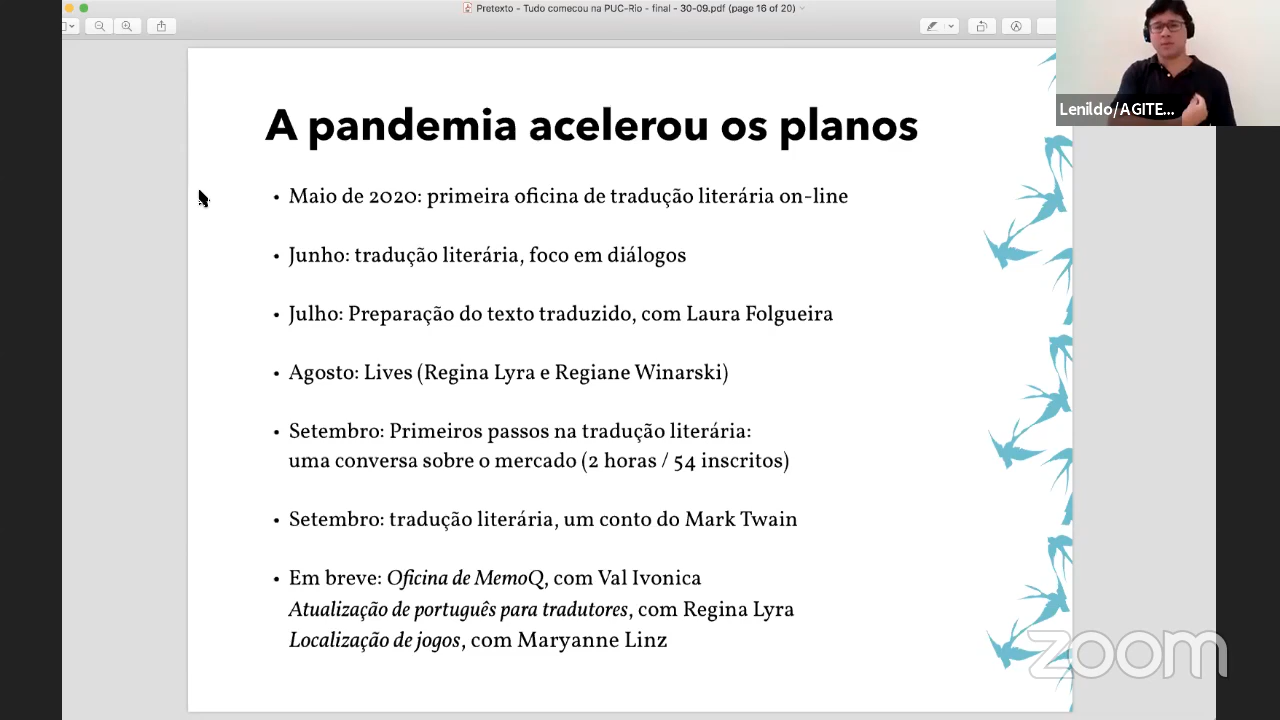 Pretexto - Tudo comecou na PUC-Rio - final - 30-09.pdf (page 16 of 20)
Lenildo/AGITE...
A pandemia acelerou os planos
• Maio de 2020: primeira oficina de tradução literária on-line
• Junho: tradução literária, foco em diálogos
• Julho: Preparação do texto traduzido, com Laura Folgueira
• Agosto: Lives (Regina Lyra e Regiane Winarski)
• Setembro: Primeiros passos na tradução literária:
uma conversa sobre o mercado (2 horas / 54 inscritos)
• Setembro: tradução literária, um conto do Mark Twain
• Em breve: Oficina de MemoQ, com Val Ivonica
Atualização de português para tradutores, com Regina Lyra
Localização de jogos, com Maryanne Linz
zoom